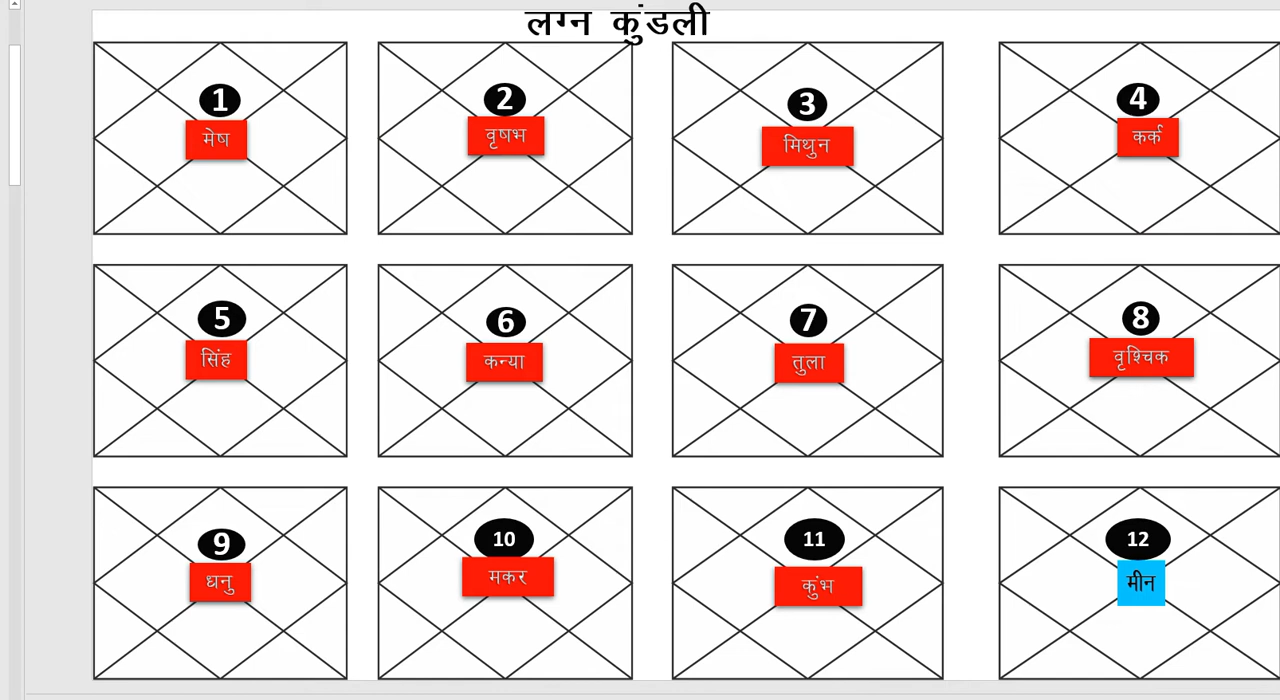 लग्न कुंडली
1
मेष
2
वृषभ
3
मिथुन
4
कर्क
5
सिंह
6
कन्या
7
तुला
8
वृश्चिक
9
धनु
10
मकर
11
कुंभ
12
मीन